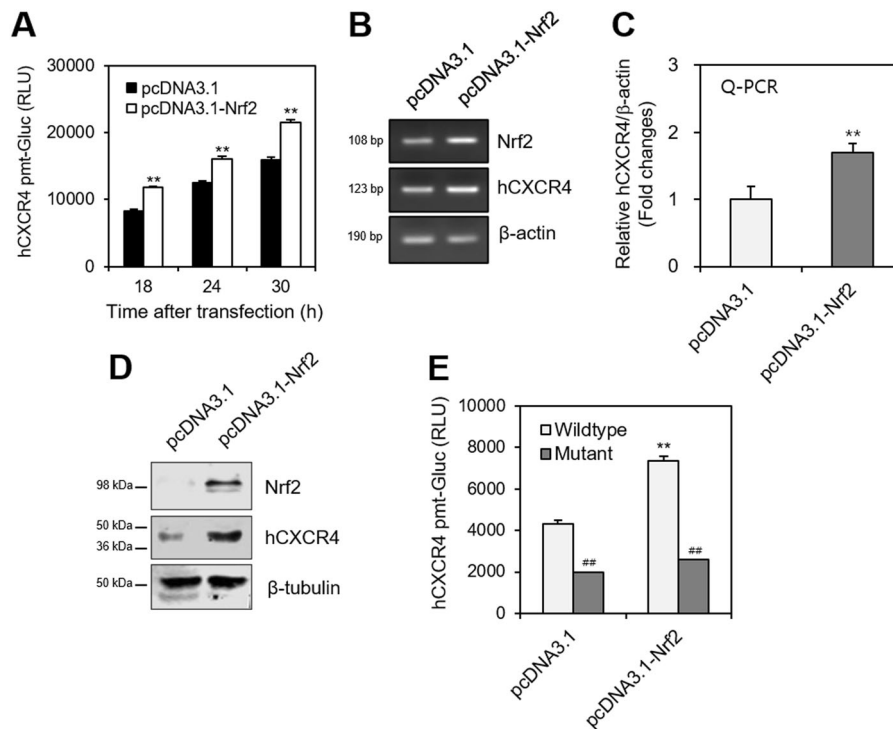 A
hCXCR4 pmt-Gluc (RLU)
30000
20000
10000
0
pcDNA3.1
pcDNA3.1-Nrf2
**
**
**
18 24 30
Time after transfection (h)
B
pcDNA3.1
pcDNA3.1-Nrf2
108 bp Nrf2
123 bp hCXCR4
190 bp β-actin
C
Relative hCXCR4/β-actin
(Fold changes)
3
2
1
0
Q-PCR
**
pcDNA3.1
pcDNA3.1-Nrf2
D
pcDNA3.1
pcDNA3.1-Nrf2
98 kDa Nrf2
50 kDa
36 kDa
hCXCR4
50 kDa β-tubulin
E
hCXCR4 pmt-Gluc (RLU)
10000
8000
6000
4000
2000
0
Wildtype
Mutant
**
##
##
pcDNA3.1
pcDNA3.1-Nrf2